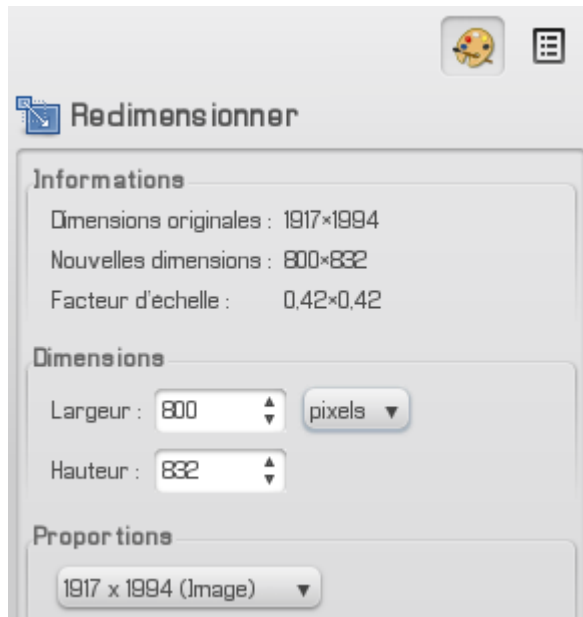 Redimensionner
Informations
Dimensions originales : 1917×1994
Nouvelles dimensions : 800×832
Facteur d'échelle : 0,42×0,42
Dimensions
Largeur : 800 pixels
Hauteur : 832
Proportions
1917 x 1994 (Image)